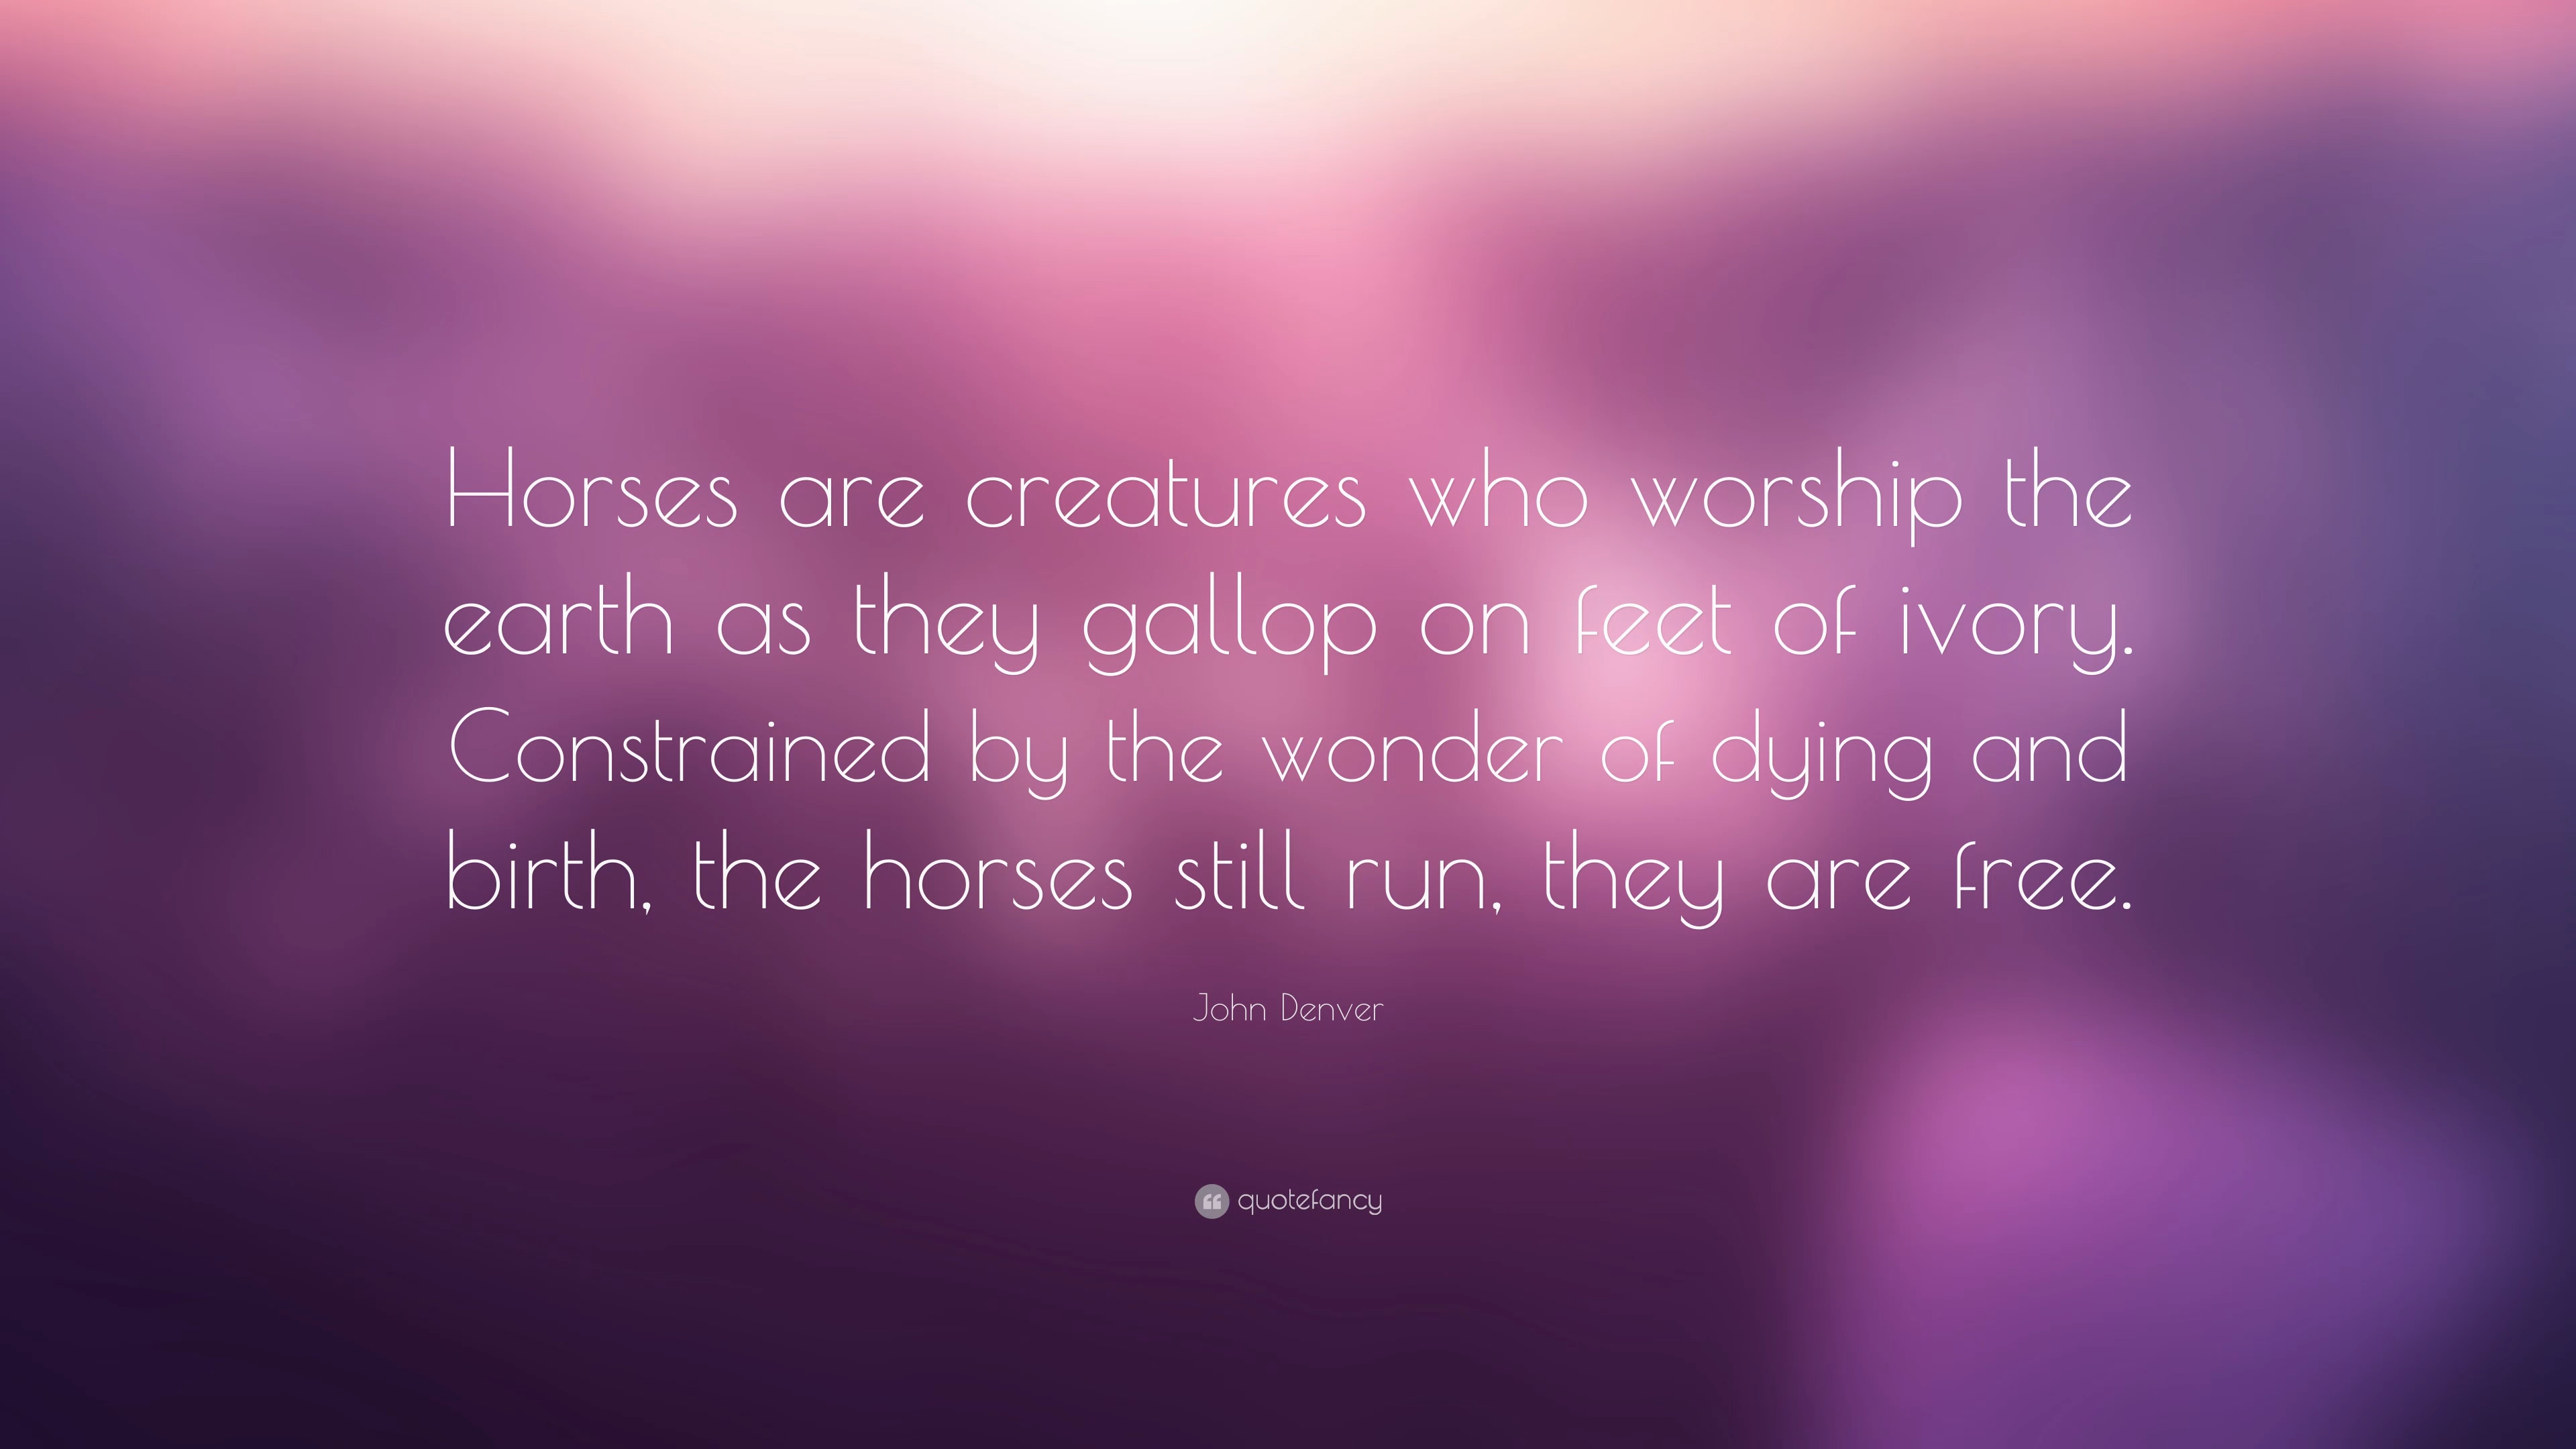 Horses are creatures who worship the
earth as they gallop on feet of ivory.
Constrained by the wonder of dying and
birth, the horses still run, they are free.
John Denver
quotefancy